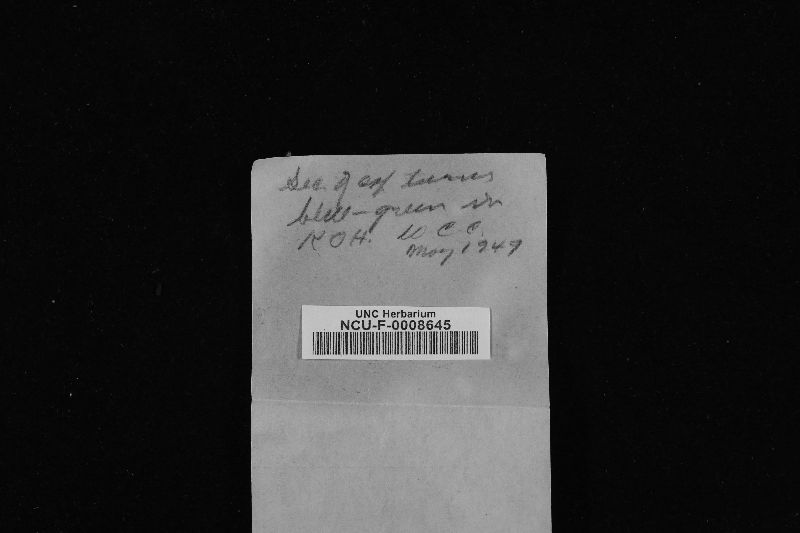 Sec. of cap turns
blue-green in
KOH. W C C.
May 1949
UNC Herbarium
NCU-F-0008645